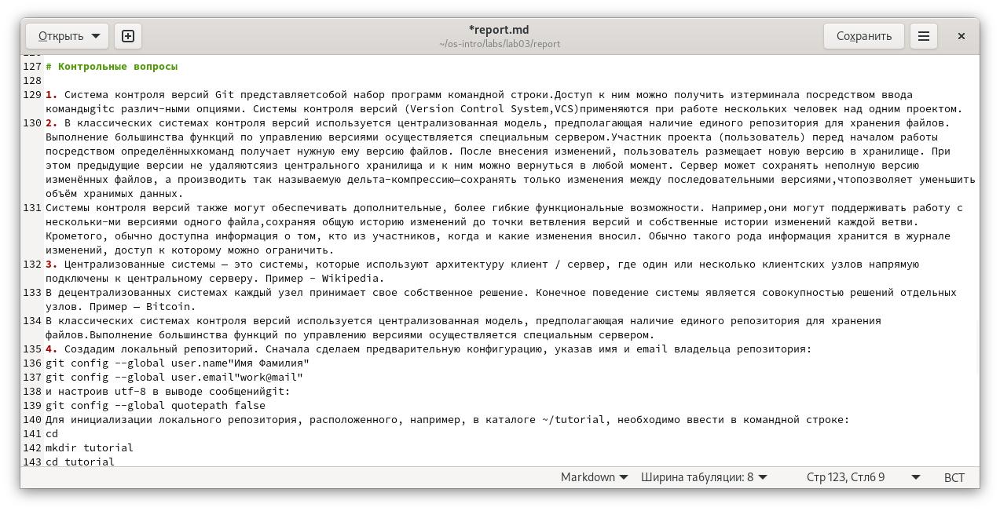 Открыть
*report.md
~/os-intro/labs/lab03/report
Сохранить
127 # Контрольные вопросы
128
129 1. Система контроля версий Git представляетсобой набор программ командной строки.Доступ к ним можно получить изтерминала посредством ввода
командыgitс различ-ными опциями. Системы контроля версий (Version Control System,VCS)применяются при работе нескольких человек над одним проектом.
130 2. В классических системах контроля версий используется централизованная модель, предполагающая наличие единого репозитория для хранения файлов.
Выполнение большинства функций по управлению версиями осуществляется специальным сервером.Участник проекта (пользователь) перед началом работы
посредством определённыхкоманд получает нужную ему версию файлов. После внесения изменений, пользователь размещает новую версию в хранилище. При
этом предыдущие версии не удаляютсяиз центрального хранилища и к ним можно вернуться в любой момент. Сервер может сохранять неполную версию
изменённых файлов, а производить так называемую дельта-компрессию—сохранять только изменения между последовательными версиями,чтопозволяет уменьшить
объём хранимых данных.
131 Системы контроля версий также могут обеспечивать дополнительные, более гибкие функциональные возможности. Например,они могут поддерживать работу с
нескольки-ми версиями одного файла,сохраняя общую историю изменений до точки ветвления версий и собственные истории изменений каждой ветви.
Крометого, обычно доступна информация о том, кто из участников, когда и какие изменения вносил. Обычно такого рода информация хранится в журнале
изменений, доступ к которому можно ограничить.
132 3. Централизованные системы — это системы, которые используют архитектуру клиент / сервер, где один или несколько клиентских узлов напрямую
подключены к центральному серверу. Пример - Wikipedia.
133 В децентрализованных системах каждый узел принимает свое собственное решение. Конечное поведение системы является совокупностью решений отдельных
узлов. Пример — Bitcoin.
134 В классических системах контроля версий используется централизованная модель, предполагающая наличие единого репозитория для хранения
файлов.Выполнение большинства функций по управлению версиями осуществляется специальным сервером.
135 4. Создадим локальный репозиторий. Сначала сделаем предварительную конфигурацию, указав имя и email владельца репозитория:
136 git config --global user.name"Имя Фамилия"
137 git config --global user.email"work@mail"
138 и настроив utf-8 в выводе сообщенийgit:
139 git config --global quotepath false
140 Для инициализации локального репозитория, расположенного, например, в каталоге ~/tutorial, необходимо ввести в командной строке:
141 cd
142 mkdir tutorial
143 cd tutorial
Markdown Ширина табуляции: 8 Стр 123, Стлб 9 ВСТ